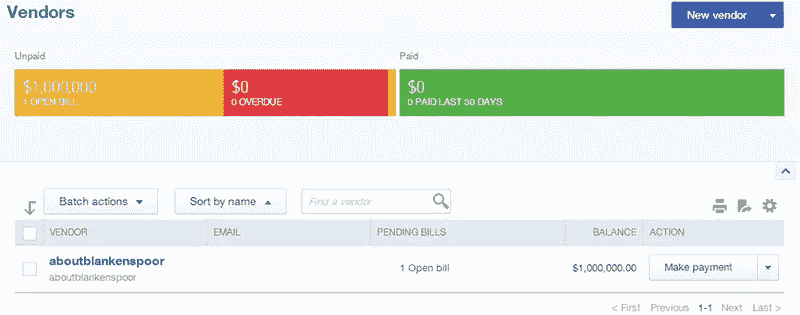 Vendors
New vendor
Unpaid
Paid
$1,000,000
1 OPEN BILL
$0
0 OVERDUE
$0
0 PAID LAST 30 DAYS
Batch actions
Sort by name
Find a vendor
VENDOR EMAIL PENDING BILLS BALANCE ACTION
aboutblankenspoor
aboutblankenspoor
1 Open bill $1,000,000.00 Make payment
< First Previous 1-1 Next Last >